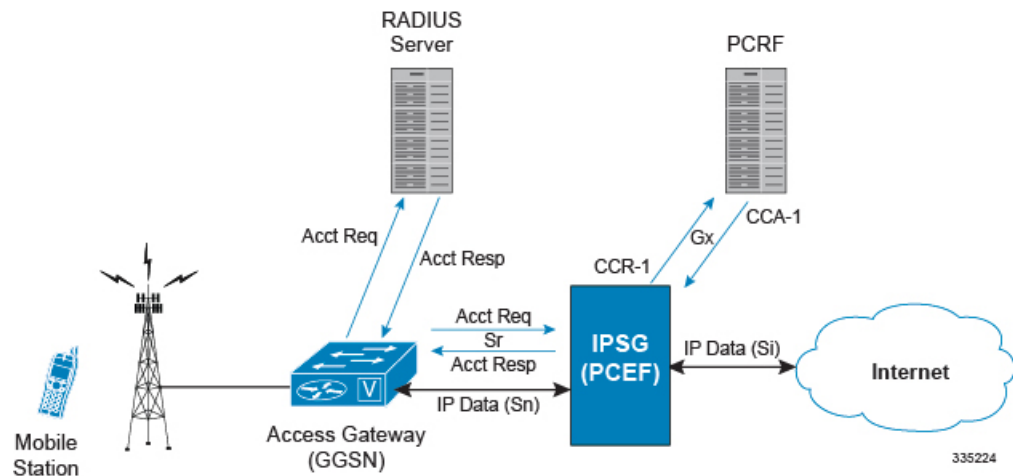 RADIUS
Server
PCRF
Acct Req
Acct Resp
CCA-1
Gx
CCR-1
Acct Req
Sr
Acct Resp
IPSG
(PCEF)
IP Data (Si)
Internet
V
IP Data (Sn)
Access Gateway
(GGSN)
Mobile
Station
335224